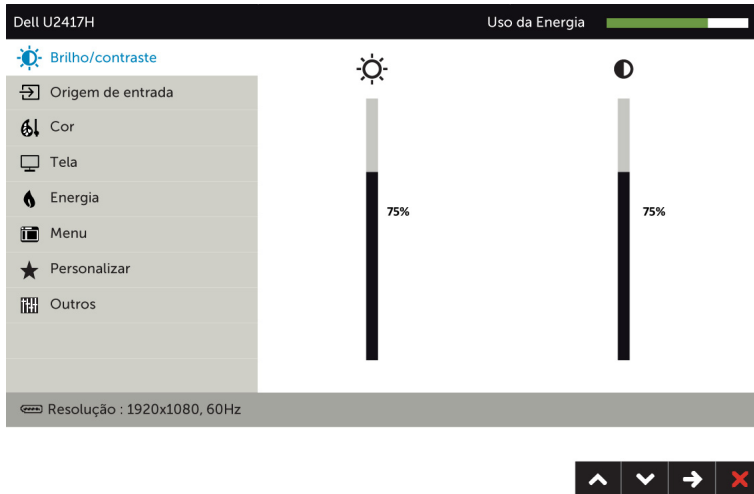 Dell U2417H
Uso da Energia
Brilho/contraste
Origem de entrada
Cor
Tela
Energia
Menu
Personalizar
Outros
75%
75%
Resolução : 1920x1080, 60Hz